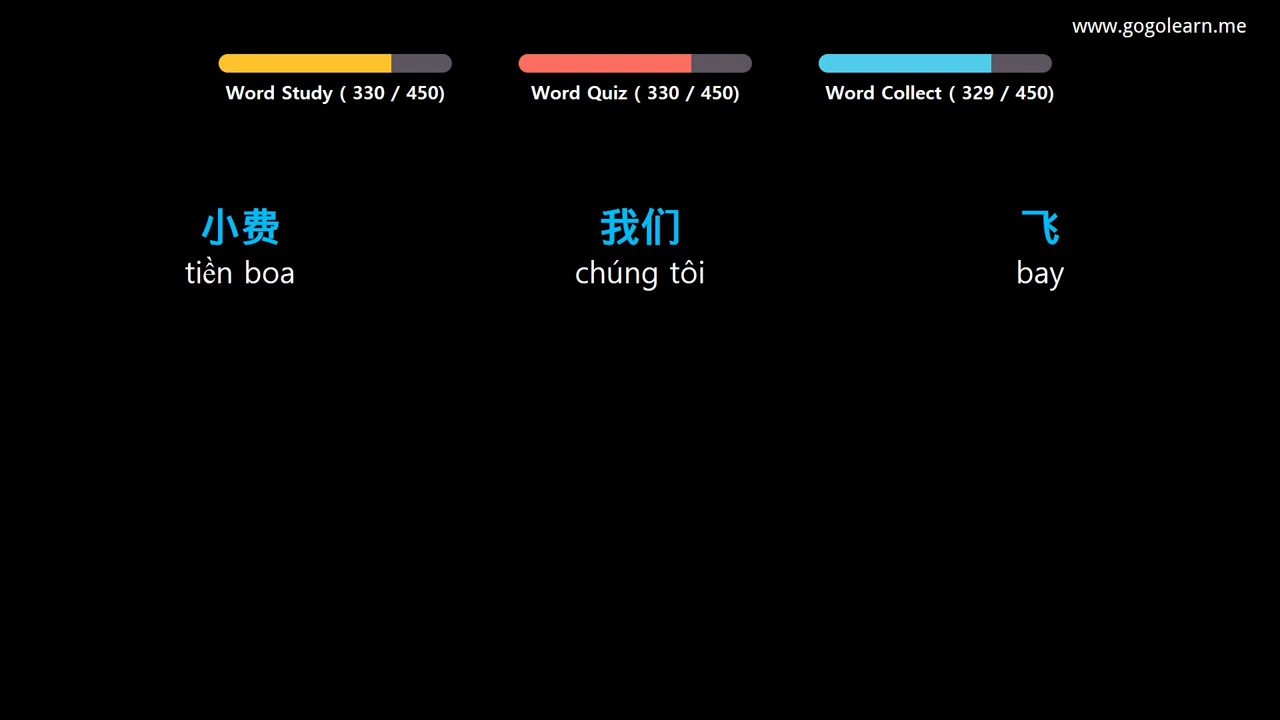 www.gogolearn.me
Word Study ( 330 / 450)
Word Quiz ( 330 / 450)
Word Collect ( 329 / 450)
小费
tiền boa
我们
chúng tôi
飞
bay